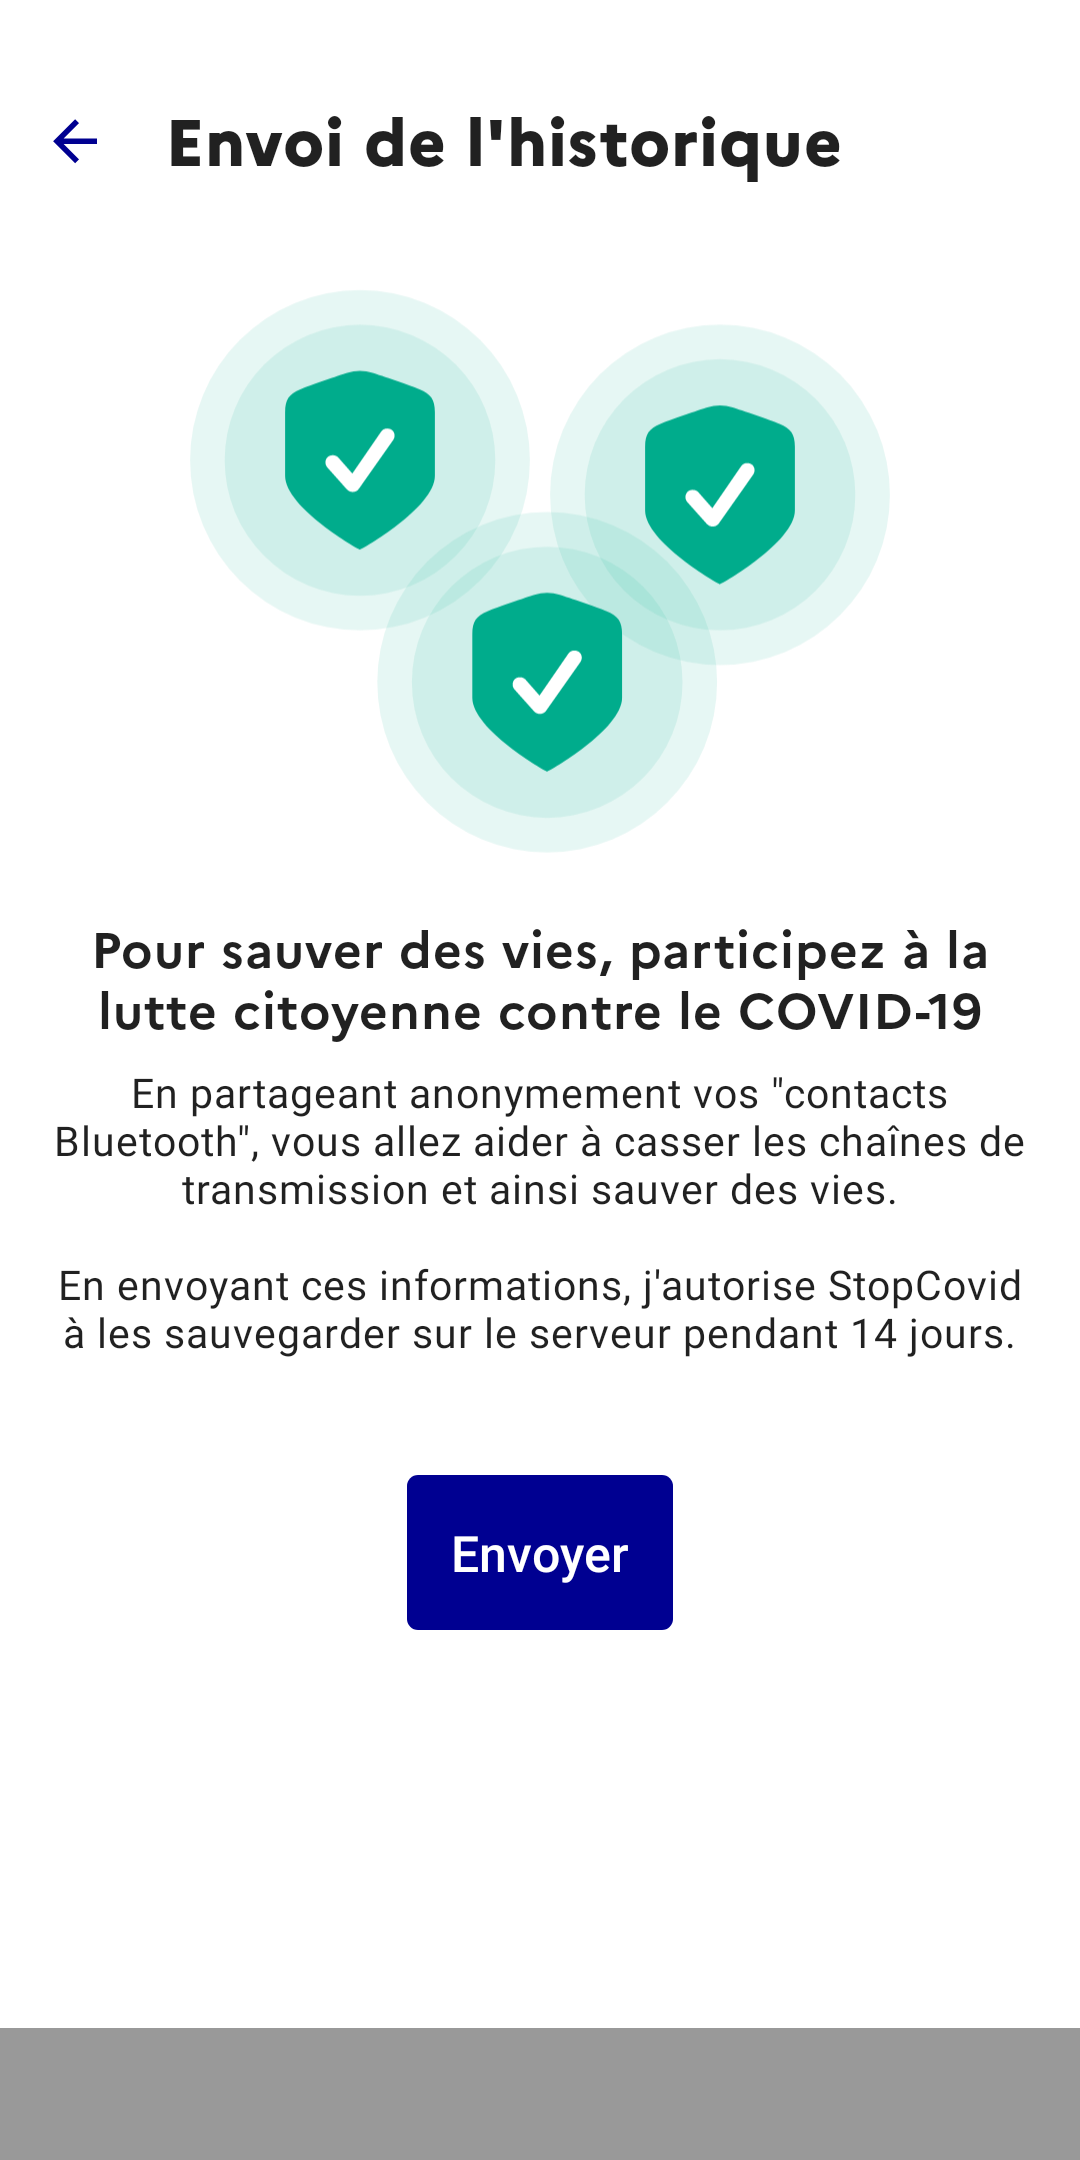 Envoi de l'historique
Pour sauver des vies, participez à la
lutte citoyenne contre le COVID-19
En partageant anonymement vos "contacts
Bluetooth", vous allez aider à casser les chaînes de
transmission et ainsi sauver des vies.
En envoyant ces informations, j'autorise StopCovid
à les sauvegarder sur le serveur pendant 14 jours.
Envoyer